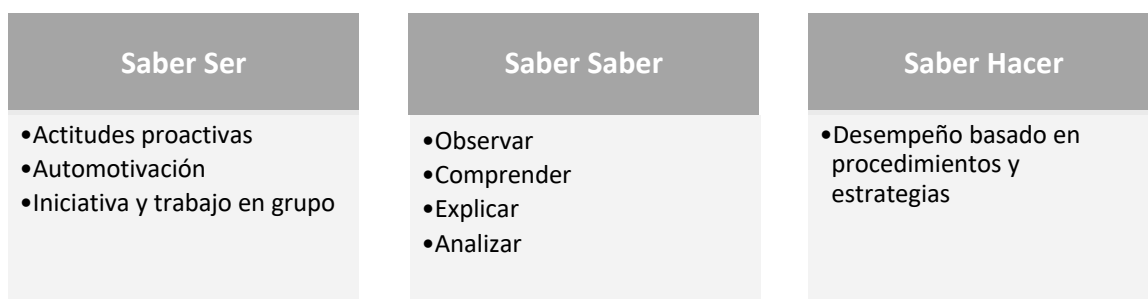 Saber Ser
•Actitudes proactivas
•Automotivación
•Iniciativa y trabajo en grupo
Saber Saber
•Observar
•Comprender
•Explicar
•Analizar
Saber Hacer
•Desempeño basado en
procedimientos y
estrategias